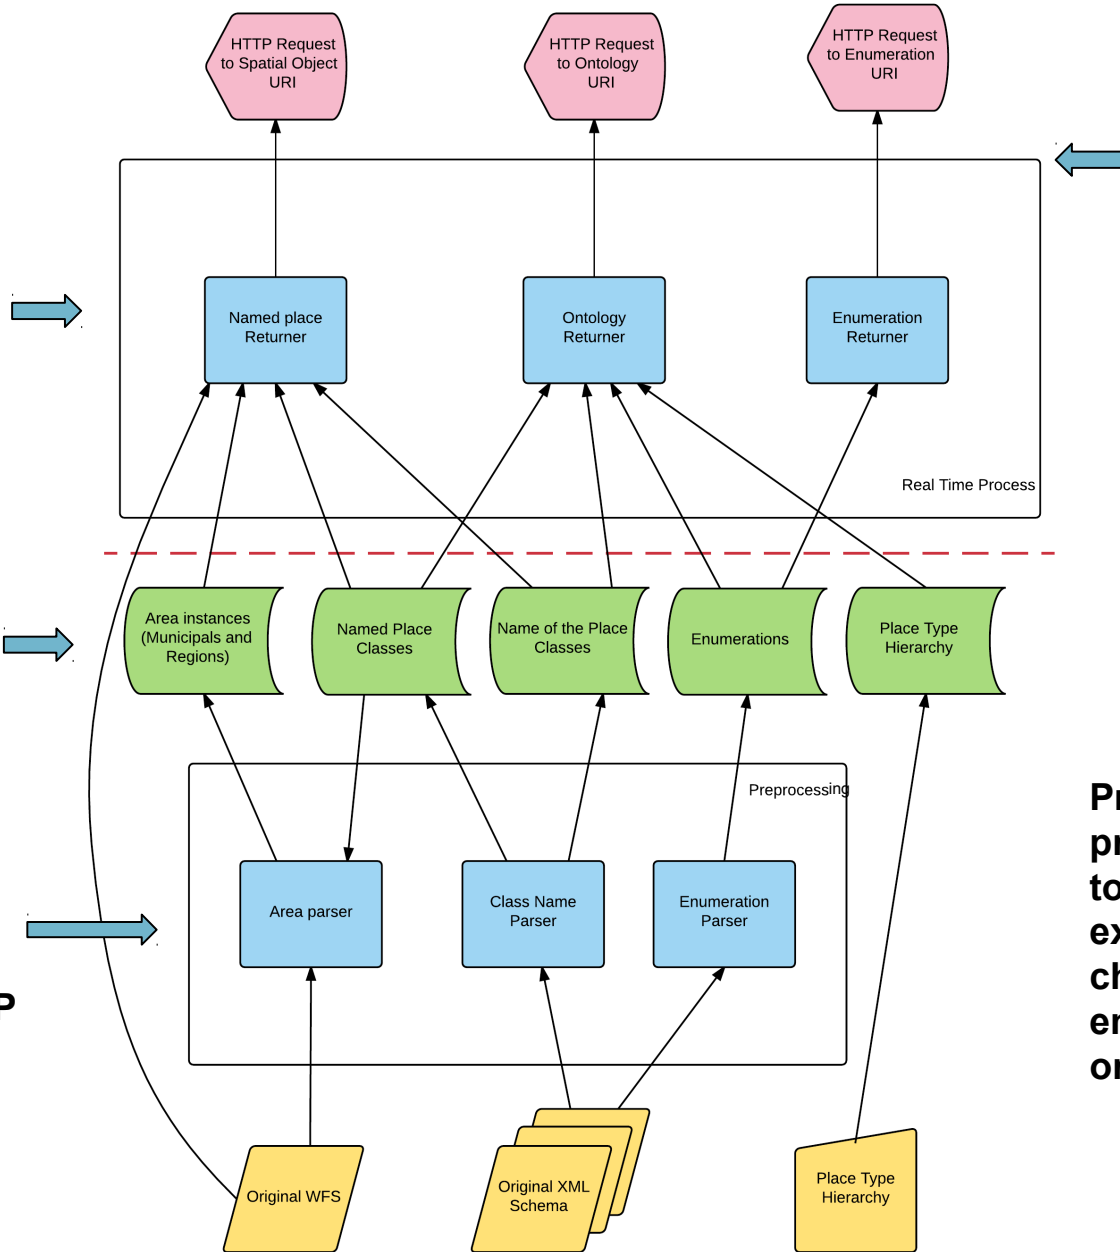 HTTP Request
to Spatial Object
URI
HTTP Request
to Ontology
URI
HTTP Request
to Enumeration
URI
Named place
Returner
Ontology
Returner
Enumeration
Returner
Real Time Process
Area instances
(Municipals and
Regions)
Named Place
Classes
Name of the Place
Classes
Enumerations
Place Type
Hierarchy
Preprocessing
Area parser
Class Name
Parser
Enumeration
Parser
P
Original WFS
Original XML
Schema
Place Type
Hierarchy